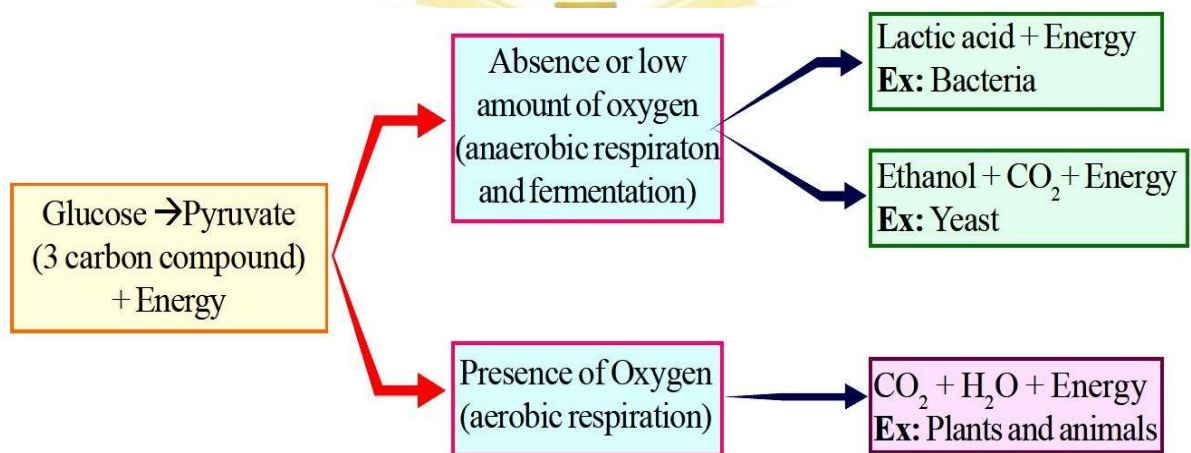 Glucose →Pyruvate
(3 carbon compound)
+ Energy
Absence or low
amount of oxygen
(anaerobic respiraton
and fermentation)
Lactic acid + Energy
Ex: Bacteria
Ethanol + CO₂+ Energy
Ex: Yeast
Presence of Oxygen
(aerobic respiration)
CO₂ + H₂O + Energy
Ex: Plants and animals